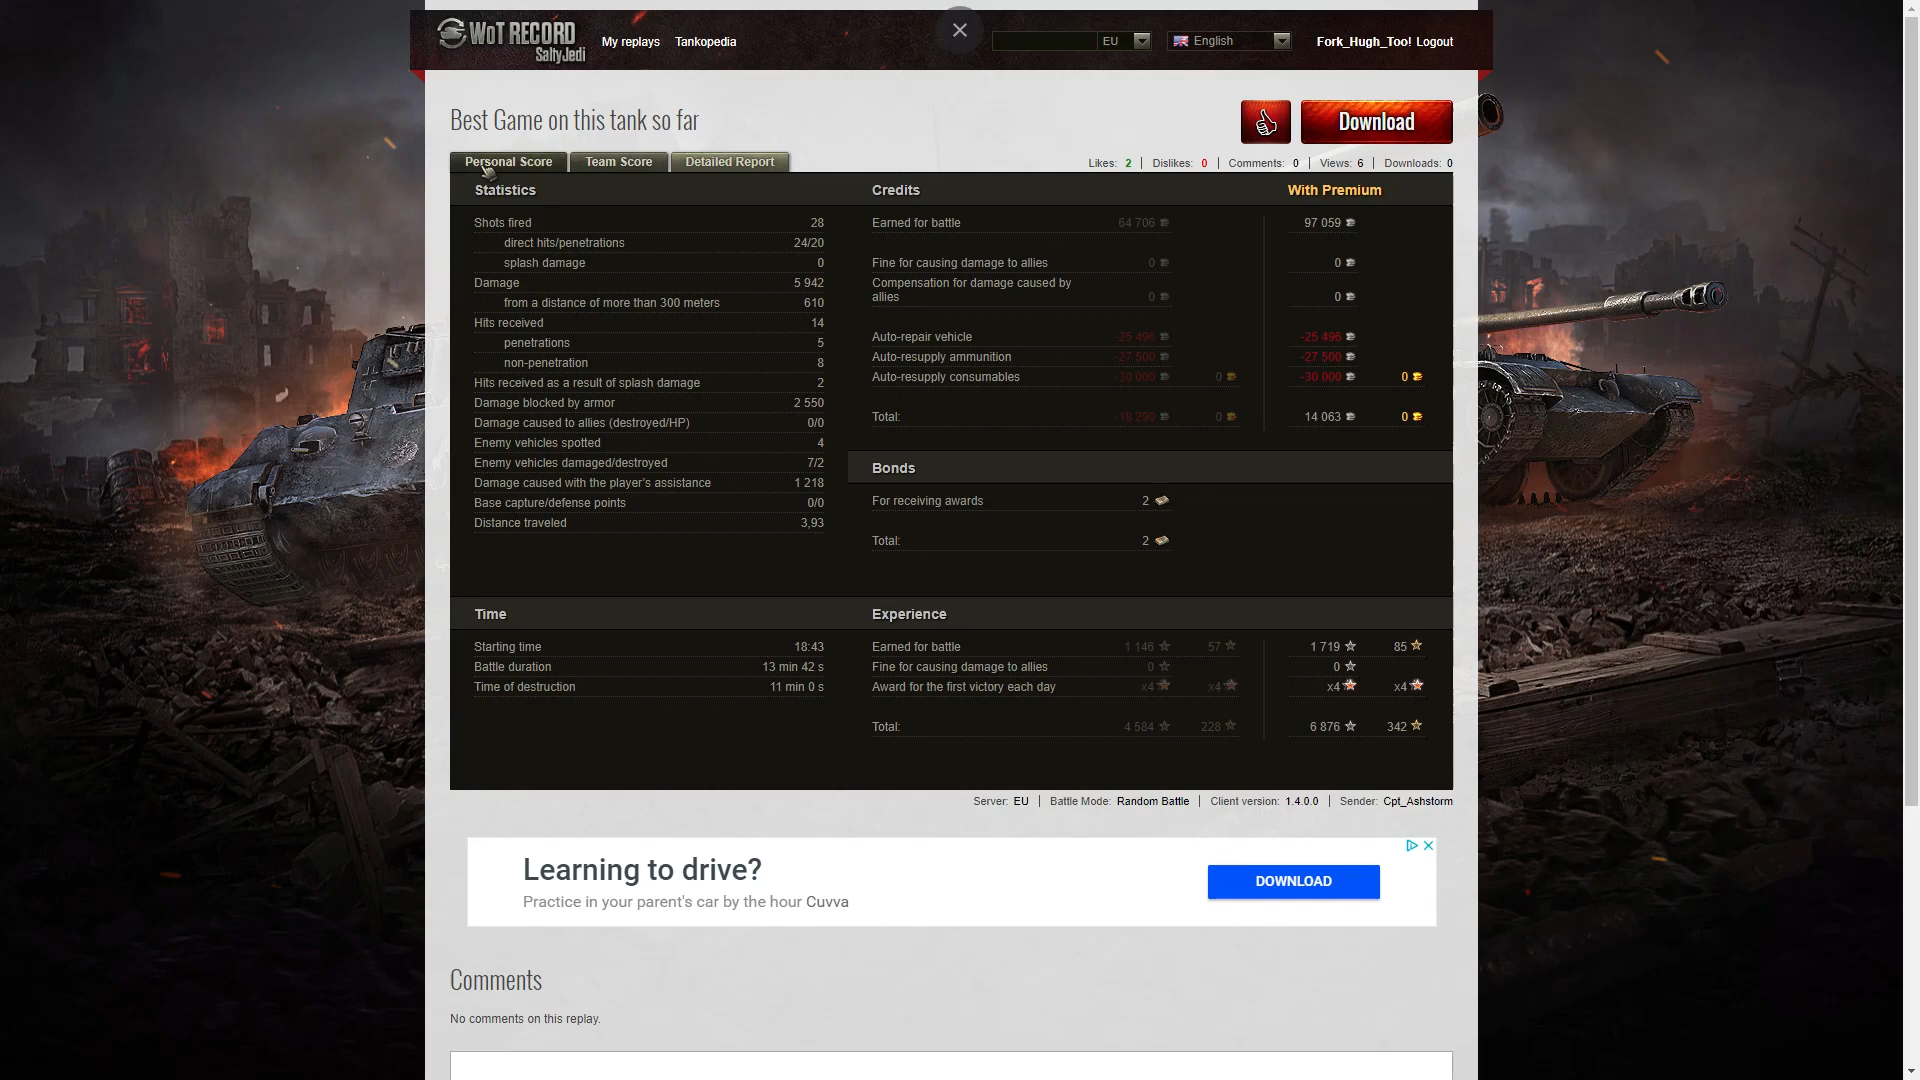 WoT RECORD
SaltyJedi
My replays Tankopedia
EU English Fork_Hugh_Too! Logout
Best Game on this tank so far
Download
Personal Score Team Score Detailed Report
Likes: 2 | Dislikes: 0 | Comments: 0 | Views: 6 | Downloads: 0
Statistics Credits With Premium
Shots fired 28 Earned for battle 64 706 97 059
direct hits/penetrations 24/20
splash damage 0 Fine for causing damage to allies 0 0
Damage 5 942 Compensation for damage caused by
allies 0 0
from a distance of more than 300 meters 610
Hits received 14
penetrations 5 Auto-repair vehicle -25 496 -25 496
non-penetration 8 Auto-resupply ammunition -27 500 -27 500
Hits received as a result of splash damage 2 Auto-resupply consumables -30 000 0 -30 000 0
Damage blocked by armor 2 550
Damage caused to allies (destroyed/HP) 0/0 Total: -18 290 0 14 063 0
Enemy vehicles spotted 4
Enemy vehicles damaged/destroyed 7/2 Bonds
Damage caused with the player's assistance 1 218
Base capture/defense points 0/0 For receiving awards 2
Distance traveled 3,93
Total: 2
Time Experience
Starting time 18:43 Earned for battle 1 146 57 1 719 85
Battle duration 13 min 42 s Fine for causing damage to allies 0 0
Time of destruction 11 min 0 s Award for the first victory each day x4 x4 x4 x4
Total: 4 584 228 6 876 342
Server: EU | Battle Mode: Random Battle | Client version: 1.4.0.0 | Sender: Cpt_Ashstorm
Learning to drive?
Practice in your parent's car by the hour Cuvva
DOWNLOAD
Comments
No comments on this replay.